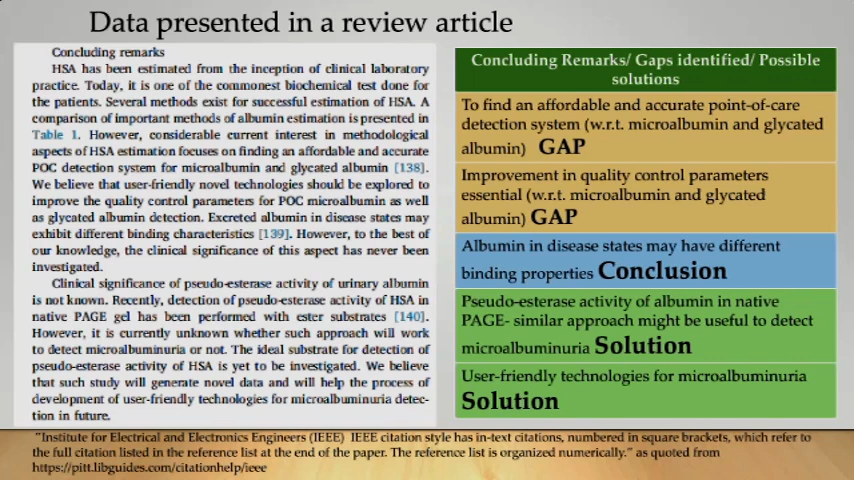 Data presented in a review article
Concluding remarks
HSA has been estimated from the inception of clinical laboratory
practice. Today, it is one of the commonest biochemical test done for
the patients. Several methods exist for successful estimation of HSA. A
comparison of important methods of albumin estimation is presented in
Table 1. However, considerable current interest in methodological
aspects of HSA estimation focuses on finding an affordable and accurate
POC detection system for microalbumin and glycated albumin [138].
We believe that user-friendly novel technologies should be explored to
improve the quality control parameters for POC microalbumin as well
as glycated albumin detection. Excreted albumin in disease states may
exhibit different binding characteristics [139]. However, to the best of
our knowledge, the clinical significance of this aspect has never been
investigated.
Clinical significance of pseudo-esterase activity of urinary albumin
is not known. Recently, detection of pseudo-esterase activity of HSA in
native PAGE gel has been performed with ester substrates [140].
However, it is currently unknown whether such approach will work
to detect microalbuminuria or not. The ideal substrate for detection of
pseudo-esterase activity of HSA is yet to be investigated. We believe
that such study will generate novel data and will help the process of
development of user-friendly technologies for microalbuminuria detec-
tion in future.
Concluding Remarks/ Gaps identified/ Possible
solutions
To find an affordable and accurate point-of-care
detection system (w.r.t. microalbumin and glycated
albumin) GAP
Improvement in quality control parameters
essential (w.r.t. microalbumin and glycated
albumin) GAP
Albumin in disease states may have different
binding properties Conclusion
Pseudo-esterase activity of albumin in native
PAGE- similar approach might be useful to detect
microalbuminuria Solution
User-friendly technologies for microalbuminuria
Solution
"Institute for Electrical and Electronics Engineers (IEEE) IEEE citation style has in-text citations, numbered in square brackets, which refer to
the full citation listed in the reference list at the end of the paper. The reference list is organized numerically." as quoted from
https://pitt.libguides.com/citationhelp/ieee